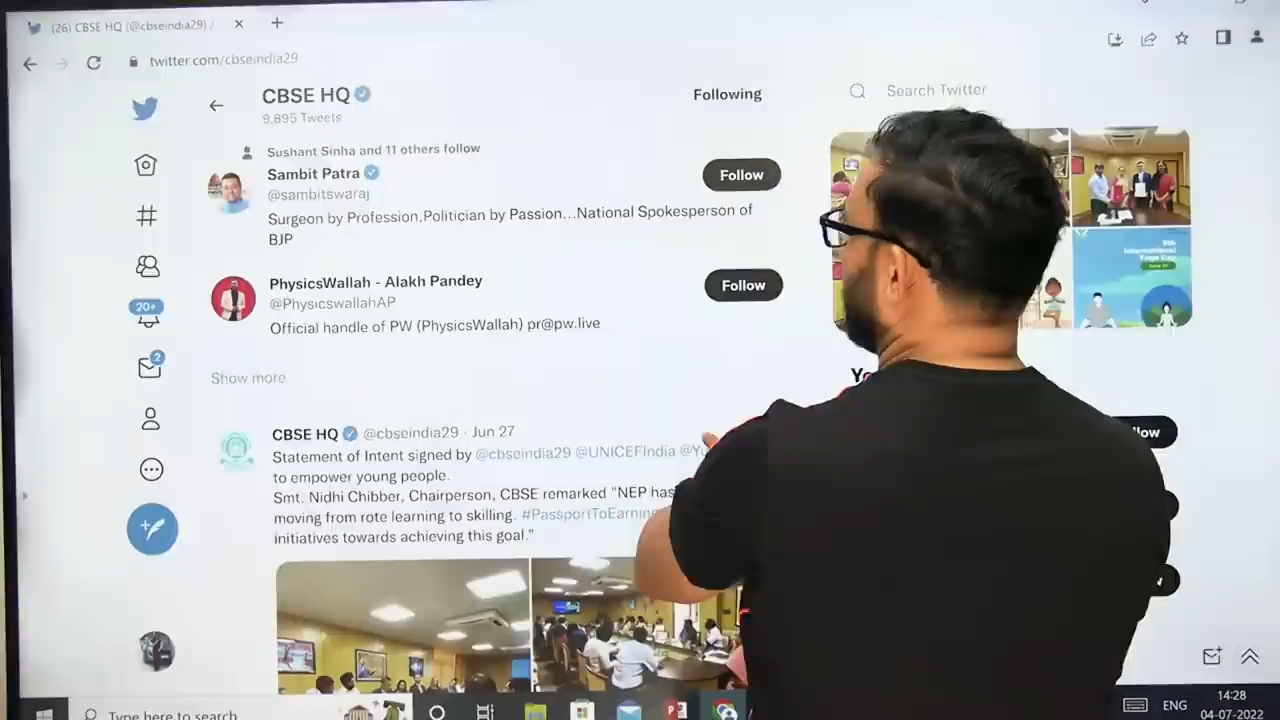 (26) CBSE HQ (@cbseindia29) /
twitter.com/cbseindia29
CBSE HQ
Following
Search Twitter
9,895 Tweets
Sushant Sinha and 11 others follow
Sambit Patra
Follow
@sambitswaraj
Surgeon by Profession.Politician by Passion...National Spokesperson of
BJP
PhysicsWallah - Alakh Pandey
Follow
@PhysicswallahAP
Official handle of PW (PhysicsWallah) pr@pw.live
20+
2
Show more
CBSE HQ @cbseindia29 · Jun 27
Statement of Intent signed by @cbseindia29 @UNICEFIndia
to empower young people.
Smt. Nidhi Chibber, Chairperson, CBSE remarked "NEP has
moving from rote learning to skilling. #PassportToEarning
initiatives towards achieving this goal."
International
Yoga Day
Type here to search
ENG
14:28
04-07-2022